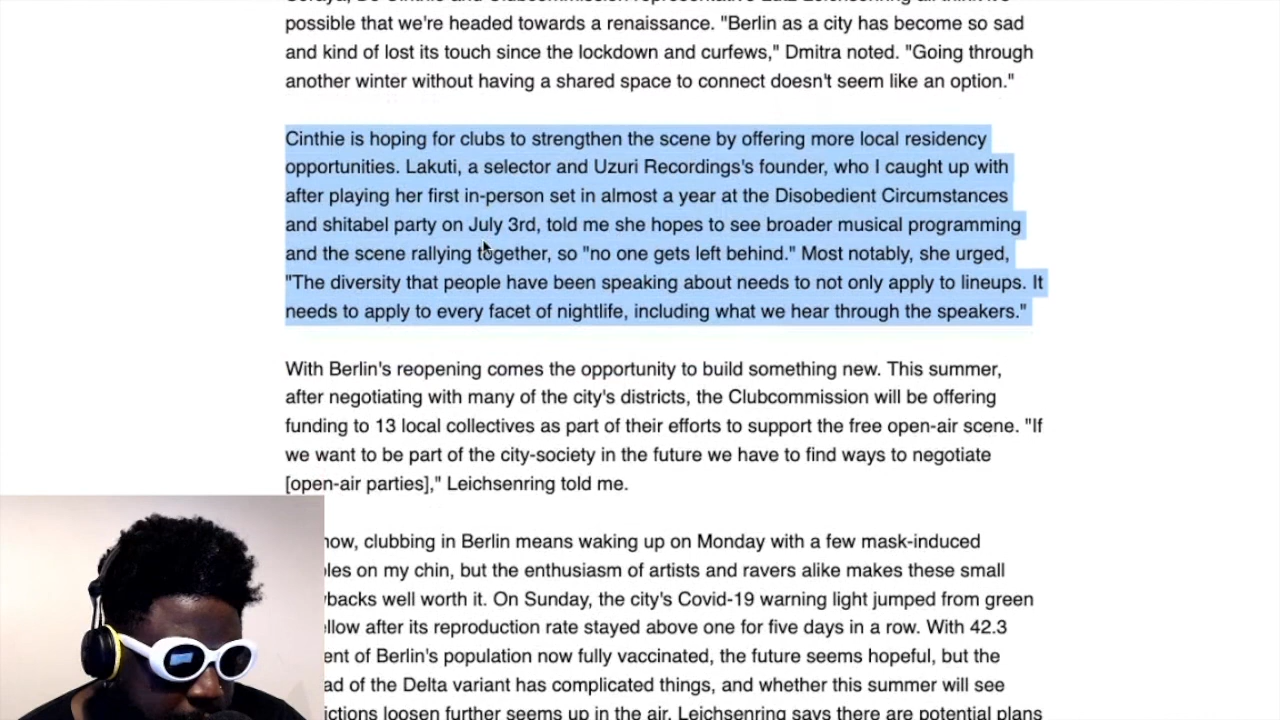 possible that we're headed towards a renaissance. "Berlin as a city has become so sad
and kind of lost its touch since the lockdown and curfews," Dmitra noted. "Going through
another winter without having a shared space to connect doesn't seem like an option."
Cinthie is hoping for clubs to strengthen the scene by offering more local residency
opportunities. Lakuti, a selector and Uzuri Recordings's founder, who I caught up with
after playing her first in-person set in almost a year at the Disobedient Circumstances
and shitabel party on July 3rd, told me she hopes to see broader musical programming
and the scene rallying together, so "no one gets left behind." Most notably, she urged,
"The diversity that people have been speaking about needs to not only apply to lineups. It
needs to apply to every facet of nightlife, including what we hear through the speakers."
With Berlin's reopening comes the opportunity to build something new. This summer,
after negotiating with many of the city's districts, the Clubcommission will be offering
funding to 13 local collectives as part of their efforts to support the free open-air scene. "If
we want to be part of the city-society in the future we have to find ways to negotiate
[open-air parties]," Leichsenring told me.
now, clubbing in Berlin means waking up on Monday with a few mask-induced
on my chin, but the enthusiasm of artists and ravers alike makes these small
well worth it. On Sunday, the city's Covid-19 warning light jumped from green
after its reproduction rate stayed above one for five days in a row. With 42.3
of Berlin's population now fully vaccinated, the future seems hopeful, but the
of the Delta variant has complicated things, and whether this summer will see
loosen further seems up in the air. Leichsenring says there are potential plans